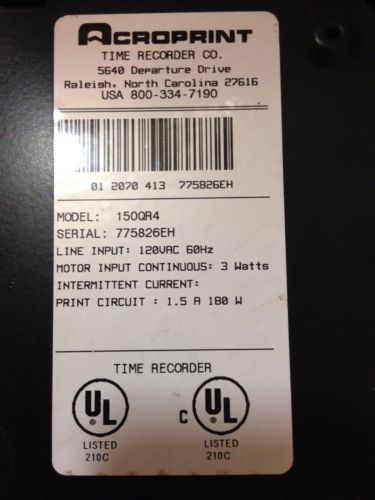 ACROPRINT
TIME RECORDER CO.
5640 Departure Drive
Raleigh, North Carolina 27616
USA 800-334-7190
01 2070 413 775826EH
MODEL: 150QR4
SERIAL: 775826EH
LINE INPUT: 120VAC 60Hz
MOTOR INPUT CONTINUOUS: 3 Watts
INTERMITTENT CURRENT:
PRINT CIRCUIT : 1.5 A 180 W
TIME RECORDER
UL ® C UL ®
LISTED LISTED
210C 210C